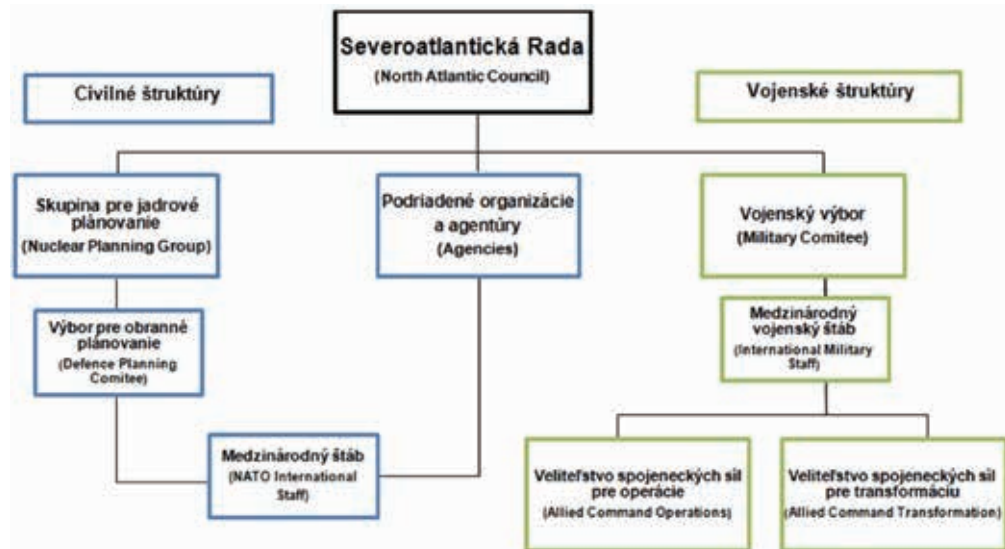 Severoatlantická Rada
(North Atlantic Council)
Civilné štruktúry
Vojenské štruktúry
Skupina pre jadrové
plánovanie
(Nuclear Planning Group)
Podriadené organizácie
a agentúry
(Agencies)
Vojenský výbor
(Military Comitee)
Výbor pre obranné
plánovanie
(Defence Planning
Comitee)
Medzinárodný
vojenský štáb
(International Military
Staff)
Medzinárodný štáb
(NATO International
Staff)
Veliteľstvo spojeneckých síl
pre operácie
(Allied Command Operations)
Veliteľstvo spojeneckých síl
pre transformáciu
(Allied Command Transformation)